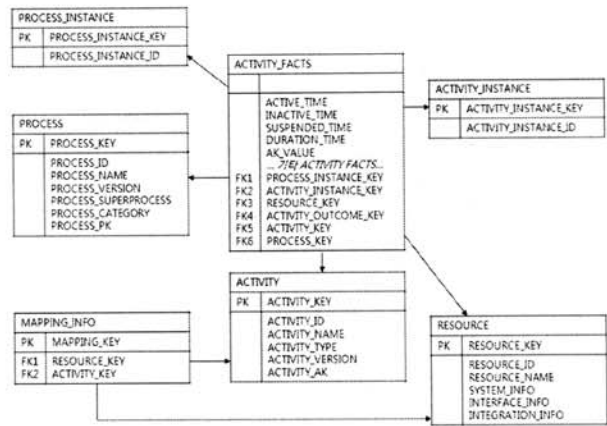 PROCESS_INSTANCE
PK PROCESS_INSTANCE_KEY
PROCESS_INSTANCE_ID
ACTIVITY_FACTS
ACTIVE_TIME
INACTIVE_TIME
SUSPENDED_TIME
DURATION_TIME
AK_VALUE
... 기타 ACTIVITY FACTS...
FK1 PROCESS_INSTANCE_KEY
FK2 ACTIVITY_INSTANCE_KEY
FK3 RESOURCE_KEY
FK4 ACTIVITY_OUTCOME_KEY
FK5 ACTIVITY_KEY
FK6 PROCESS_KEY
ACTIVITY_INSTANCE
PK ACTIVITY_INSTANCE_KEY
ACTIVITY_INSTANCE_ID
PROCESS
PK PROCESS_KEY
PROCESS_ID
PROCESS_NAME
PROCESS_VERSION
PROCESS_SUPERPROCESS
PROCESS_CATEGORY
PROCESS_PK
ACTIVITY
PK ACTIVITY_KEY
ACTIVITY_ID
ACTIVITY_NAME
ACTIVITY_TYPE
ACTIVITY_VERSION
ACTIVITY_AK
MAPPING_INFO
PK MAPPING_KEY
FK1 RESOURCE_KEY
FK2 ACTIVITY_KEY
RESOURCE
PK RESOURCE_KEY
RESOURCE_ID
RESOURCE_NAME
SYSTEM_INFO
INTERFACE_INFO
INTEGRATION_INFO